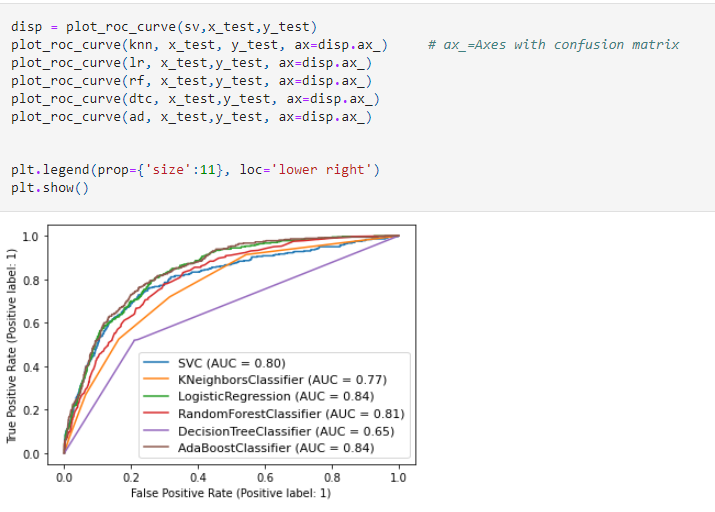 disp = plot_roc_curve(sv,x_test,y_test)
plot_roc_curve(knn, x_test, y_test, ax=disp.ax_)     # ax_=Axes with confusion matrix
plot_roc_curve(lr, x_test,y_test, ax=disp.ax_)
plot_roc_curve(rf, x_test,y_test, ax=disp.ax_)
plot_roc_curve(dtc, x_test,y_test, ax=disp.ax_)
plot_roc_curve(ad, x_test,y_test, ax=disp.ax_)
plt.legend(prop={'size':11}, loc='lower right')
plt.show()
True Positive Rate (Positive label: 1)
1.0
0.8
0.6
0.4
0.2
0.0
SVC (AUC = 0.80)
KNeighborsClassifier (AUC = 0.77)
LogisticRegression (AUC = 0.84)
RandomForestClassifier (AUC = 0.81)
DecisionTreeClassifier (AUC = 0.65)
AdaBoostClassifier (AUC = 0.84)
0.0 0.2 0.4 0.6 0.8 1.0
False Positive Rate (Positive label: 1)